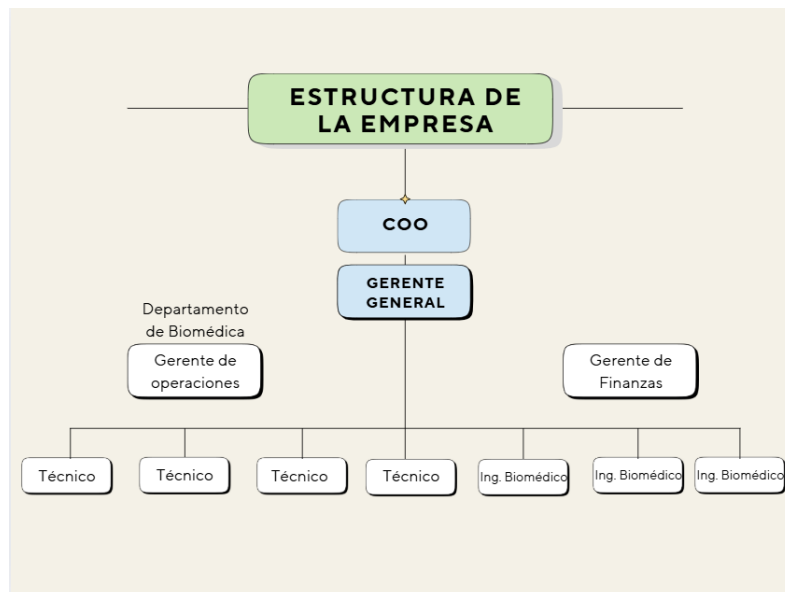 ESTRUCTURA DE
LA EMPRESA
COO
GERENTE
GENERAL
Departamento
de Biomédica
Gerente de
operaciones
Gerente de
Finanzas
Técnico
Técnico
Técnico
Técnico
Ing. Biomédico
Ing. Biomédico
Ing. Biomédico